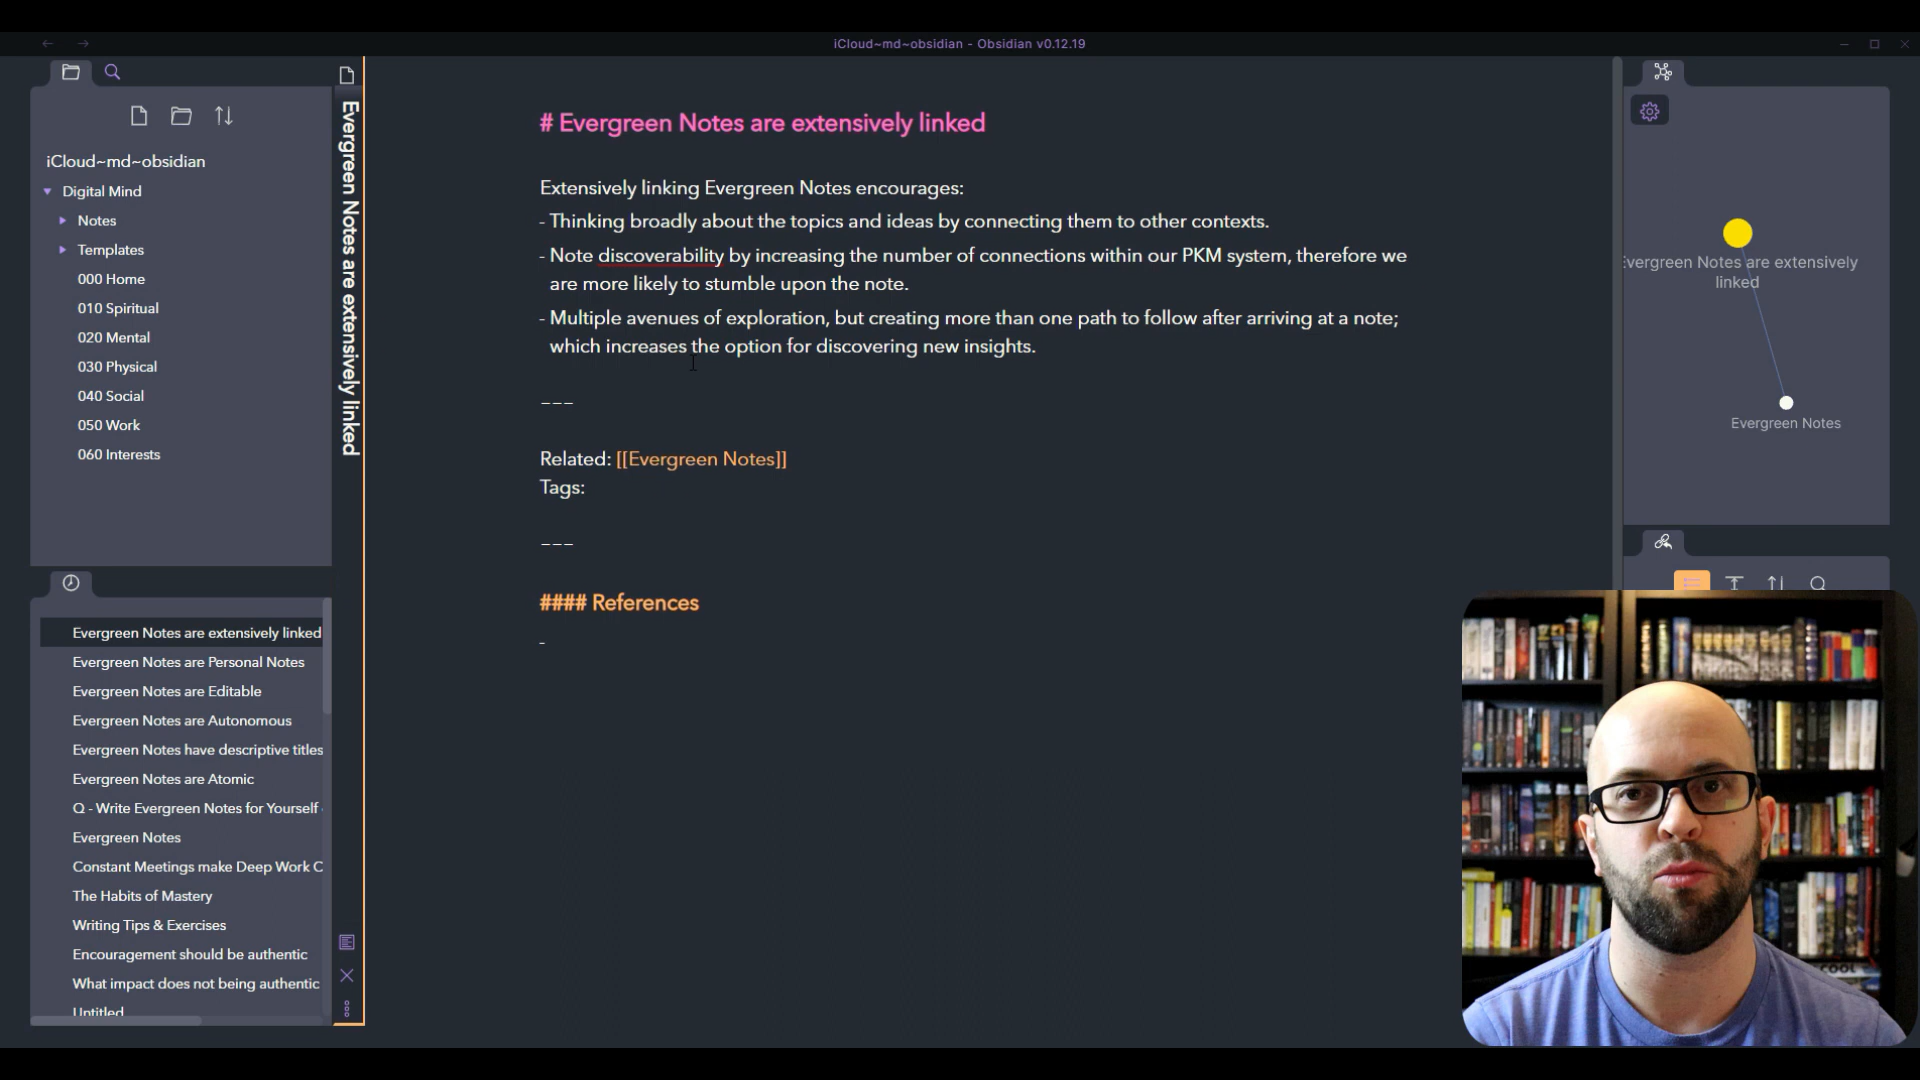 iCloud~md~obsidian - Obsidian v0.12.19
iCloud~md~obsidian
Digital Mind
Notes
Templates
000 Home
010 Spiritual
020 Mental
030 Physical
040 Social
050 Work
060 Interests
Evergreen Notes are extensively linked
Evergreen Notes are Personal Notes
Evergreen Notes are Editable
Evergreen Notes are Autonomous
Evergreen Notes have descriptive titles
Evergreen Notes are Atomic
Q - Write Evergreen Notes for Yourself
Evergreen Notes
Constant Meetings make Deep Work C
The Habits of Mastery
Writing Tips & Exercises
Encouragement should be authentic
What impact does not being authentic
Untitled
Evergreen Notes are extensively linked
# Evergreen Notes are extensively linked
Extensively linking Evergreen Notes encourages:
- Thinking broadly about the topics and ideas by connecting them to other contexts.
- Note discoverability by increasing the number of connections within our PKM system, therefore we
are more likely to stumble upon the note.
- Multiple avenues of exploration, but creating more than one path to follow after arriving at a note;
which increases the option for discovering new insights.
---
Related: [[Evergreen Notes]]
Tags:
---
#### References
-
Evergreen Notes are extensively
linked
Evergreen Notes